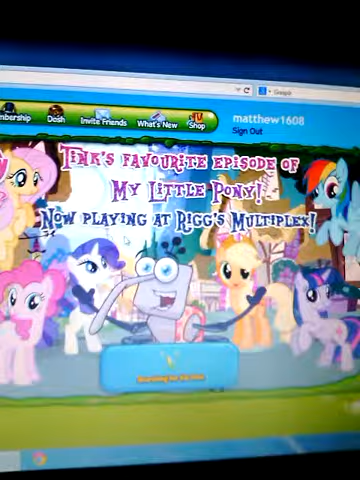 Google
mbership
Dosh
Invite Friends
What's New
Shop
matthew1608
Sign Out
Tink's favourite episode of
My Little Pony!
Now playing at Rigg's Multiplex!